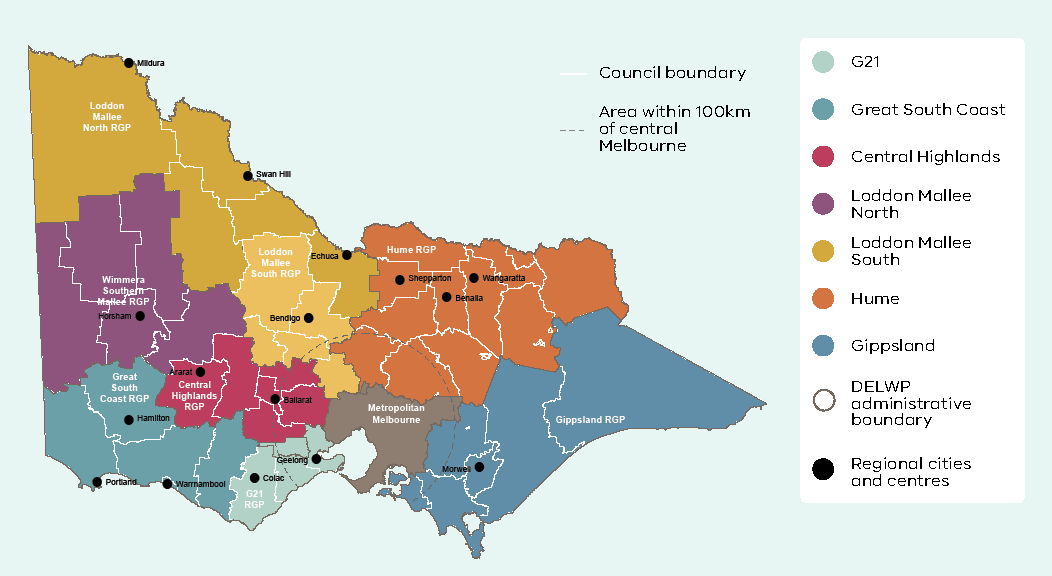 Mildura
Loddon
Mallee
North RGP
Swan Hill
Loddon
Mallee
South RGP
Echuca
Hume RGP
Shepparton
Wangaratta
Benalla
Wimmera
Southern
Mallee RGP
Horsham
Bendigo
Ararat
Great
South
Coast RGP
Central
Highlands
RGP
Ballarat
Hamilton
Metropolitan
Melbourne
Gippsland RGP
Geelong
Morwell
Colac
Portland
Warrnambool
G21
RGP
Council boundary
Area within 100km
of central
Melbourne
G21
Great South Coast
Central Highlands
Loddon Mallee
North
Loddon Mallee
South
Hume
Gippsland
DELWP
administrative
boundary
Regional cities
and centres